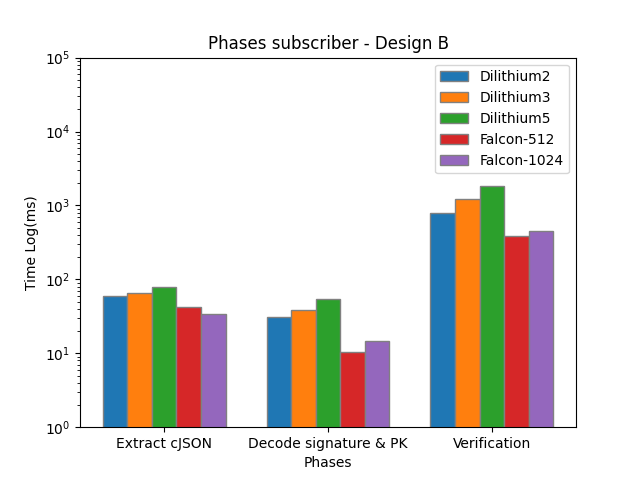 Phases subscriber - Design B
Time Log(ms)
10^5
10^4
10^3
10^2
10^1
10^0
Dilithium2
Dilithium3
Dilithium5
Falcon-512
Falcon-1024
Extract cJSON
Decode signature & PK
Verification
Phases